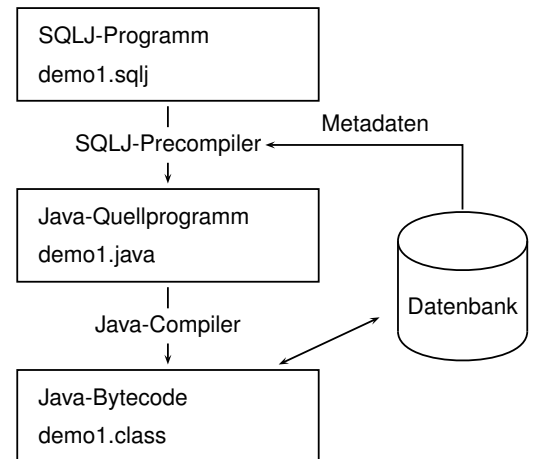 SQLJ-Programm
demo1.sqlj
Metadaten
SQLJ-Precompiler
Java-Quellprogramm
demo1.java
Datenbank
Java-Compiler
Java-Bytecode
demo1.class